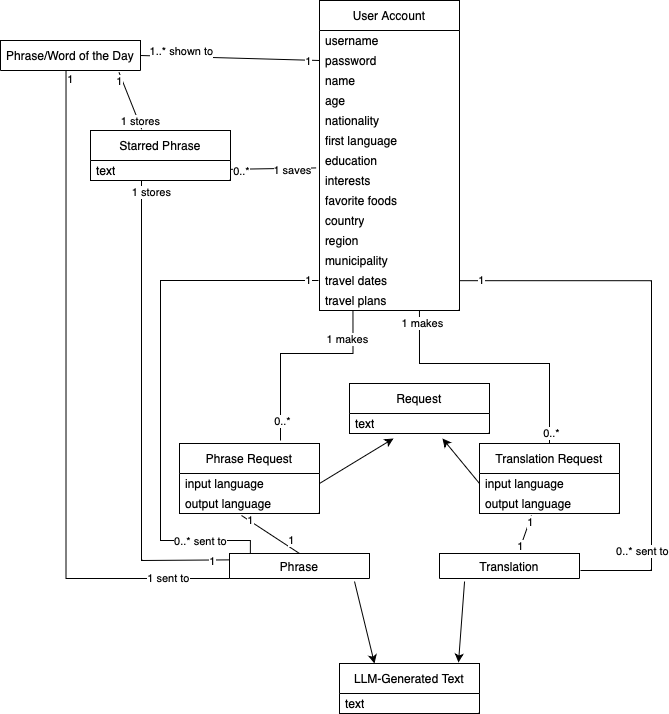 User Account
username
password
name
age
nationality
first language
education
interests
favorite foods
country
region
municipality
travel dates
travel plans
Phrase/Word of the Day
1..* shown to
1
1
1
1 stores
Starred Phrase
text
0..*
1 saves
1 stores
1
1
1 makes
1 makes
Request
text
0..*
0..*
Phrase Request
input language
output language
Translation Request
input language
output language
1
1
1
1
0..* sent to
0..* sent to
1
1 sent to
Phrase
Translation
LLM-Generated Text
text